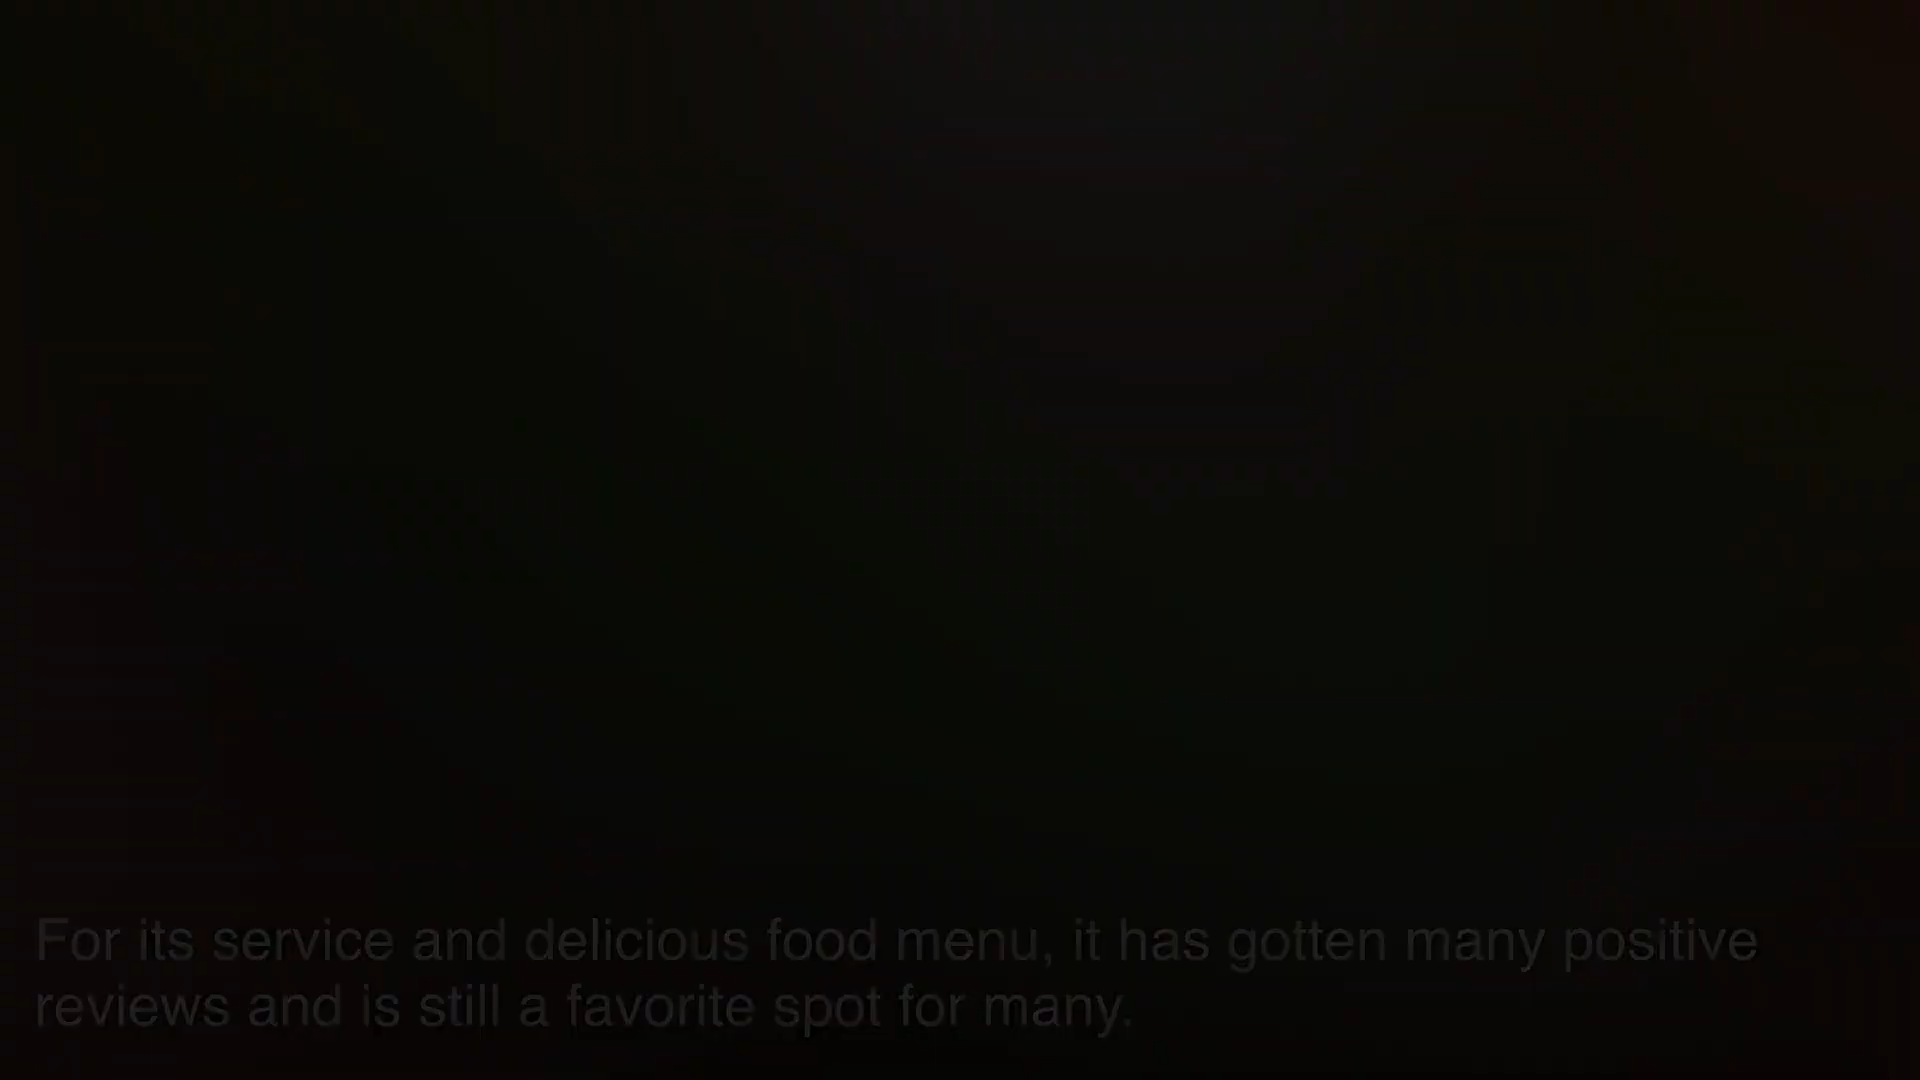 For its service and delicious food menu, it has gotten many positive
reviews and is still a favorite spot for many.